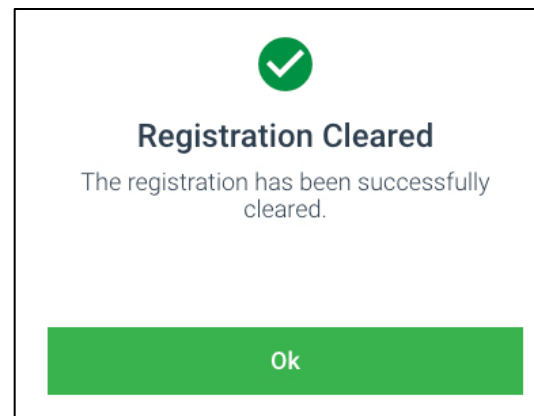 Registration Cleared
The registration has been successfully
cleared.
Ok